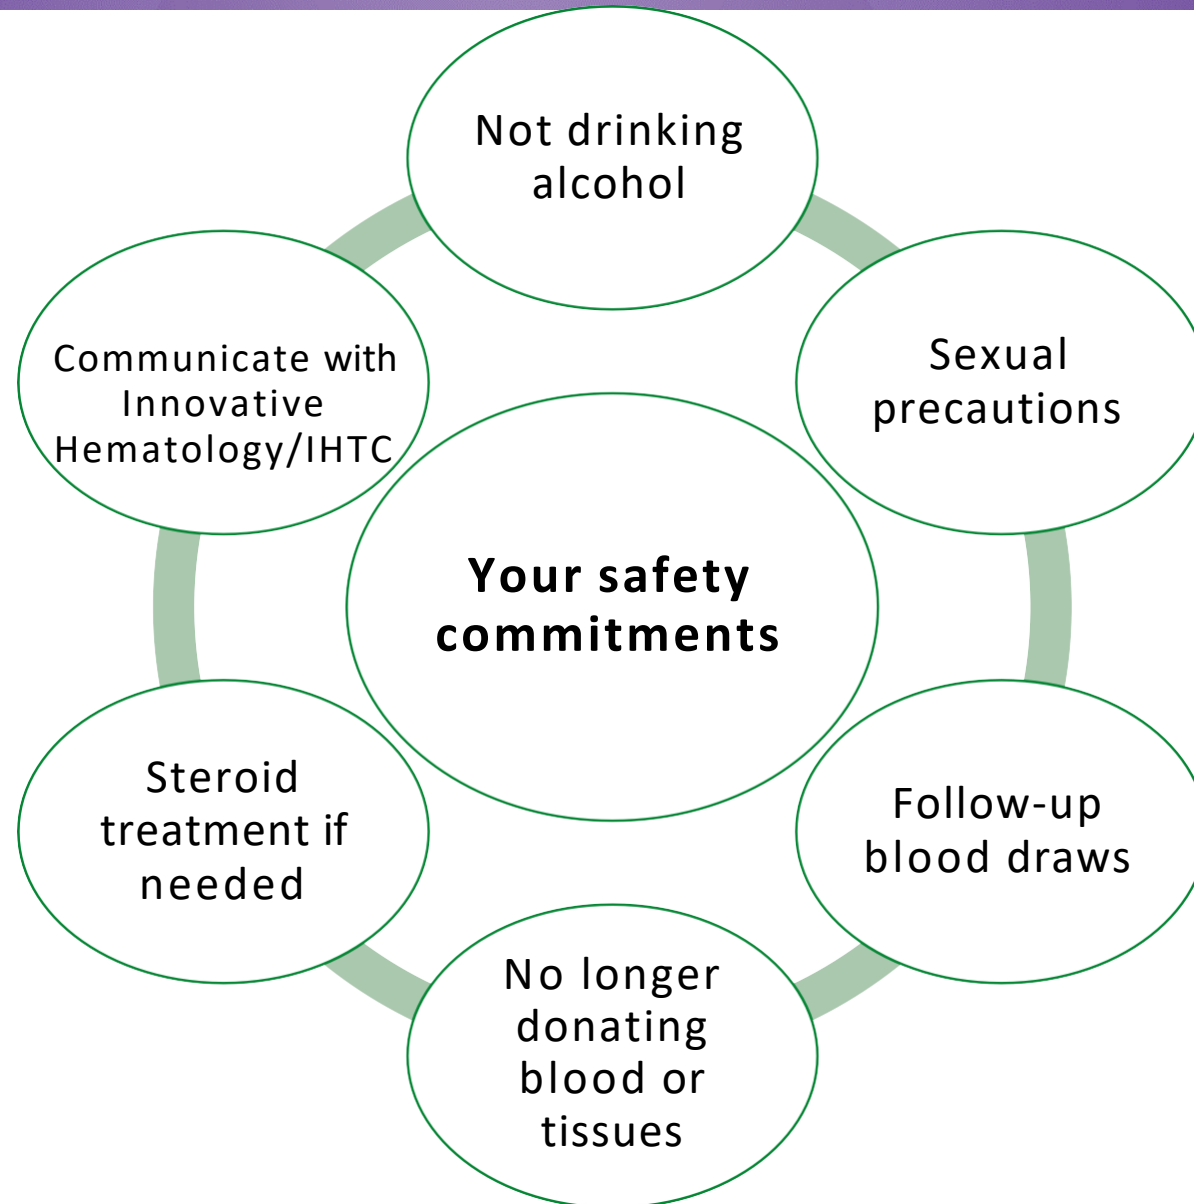 Not drinking
alcohol
Sexual
precautions
Follow-up
blood draws
No longer
donating
blood or
tissues
Steroid
treatment if
needed
Communicate with
Innovative
Hematology/IHTC
Your safety
commitments